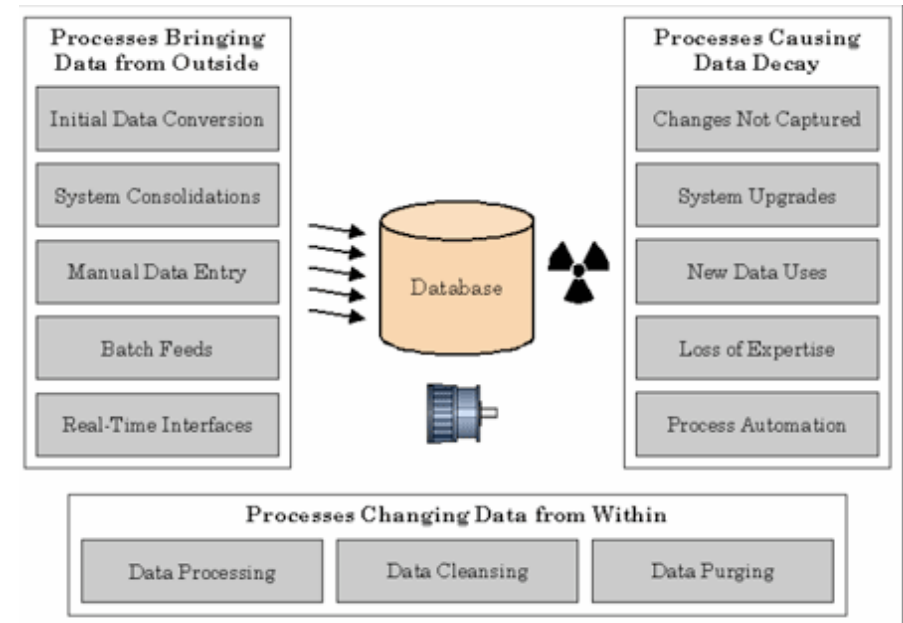 Processes Bringing
Data from Outside
Initial Data Conversion
System Consolidations
Manual Data Entry
Batch Feeds
Real-Time Interfaces
Database
Processes Causing
Data Decay
Changes Not Captured
System Upgrades
New Data Uses
Loss of Expertise
Process Automation
Processes Changing Data from Within
Data Processing
Data Cleansing
Data Purging